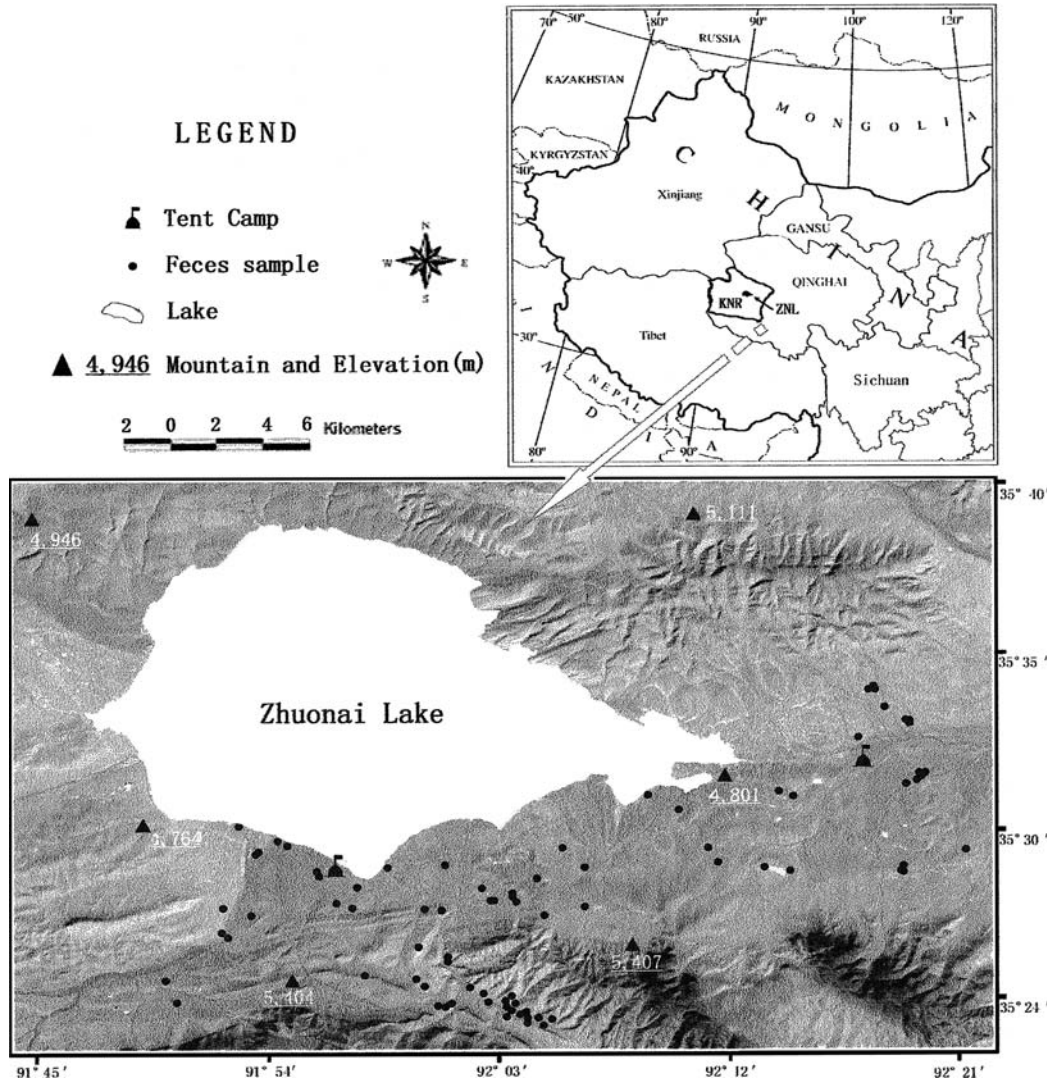 LEGEND
Tent Camp
Feces sample
Lake
4,946 Mountain and Elevation(m)
N
W E
S
2 0 2 4 6 Kilometers
70° 50° 80° 90° 100° 120°
RUSSIA
KAZAKHSTAN
MONGOLIA
KYRGYZSTAN
40°
CHINA
Xinjiang
GANSU
QINGHAI
KNR
ZNL
30°
Tibet
Sichuan
NEPAL
INDIA
80°
90°
35° 40′
4,946
5,111
35° 35′
Zhuonai Lake
4,801
35° 30′
4,764
5,407
5,404
35° 24′
91° 45′ 91° 54′ 92° 03′ 92° 12′ 92° 21′